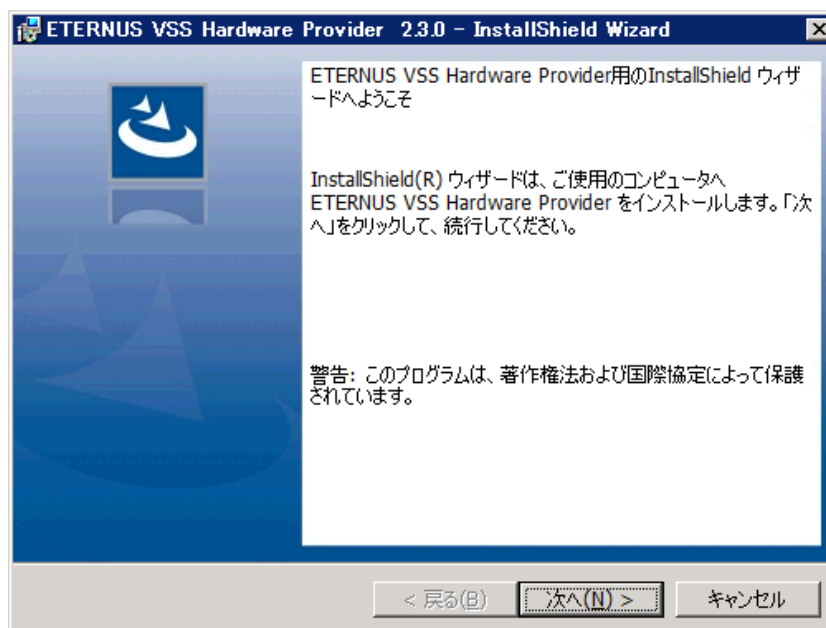 ETERNUS VSS Hardware Provider 2.3.0 - InstallShield Wizard
ETERNUS VSS Hardware Provider用のInstallShield ウィザ
ードへようこそ
InstallShield(R) ウィザードは、ご使用のコンピュータへ
ETERNUS VSS Hardware Provider をインストールします。「次
へ」をクリックして、続行してください。
警告: このプログラムは、著作権法および国際協定によって保護
されています。
< 戻る(B)
次へ(N) >
キャンセル